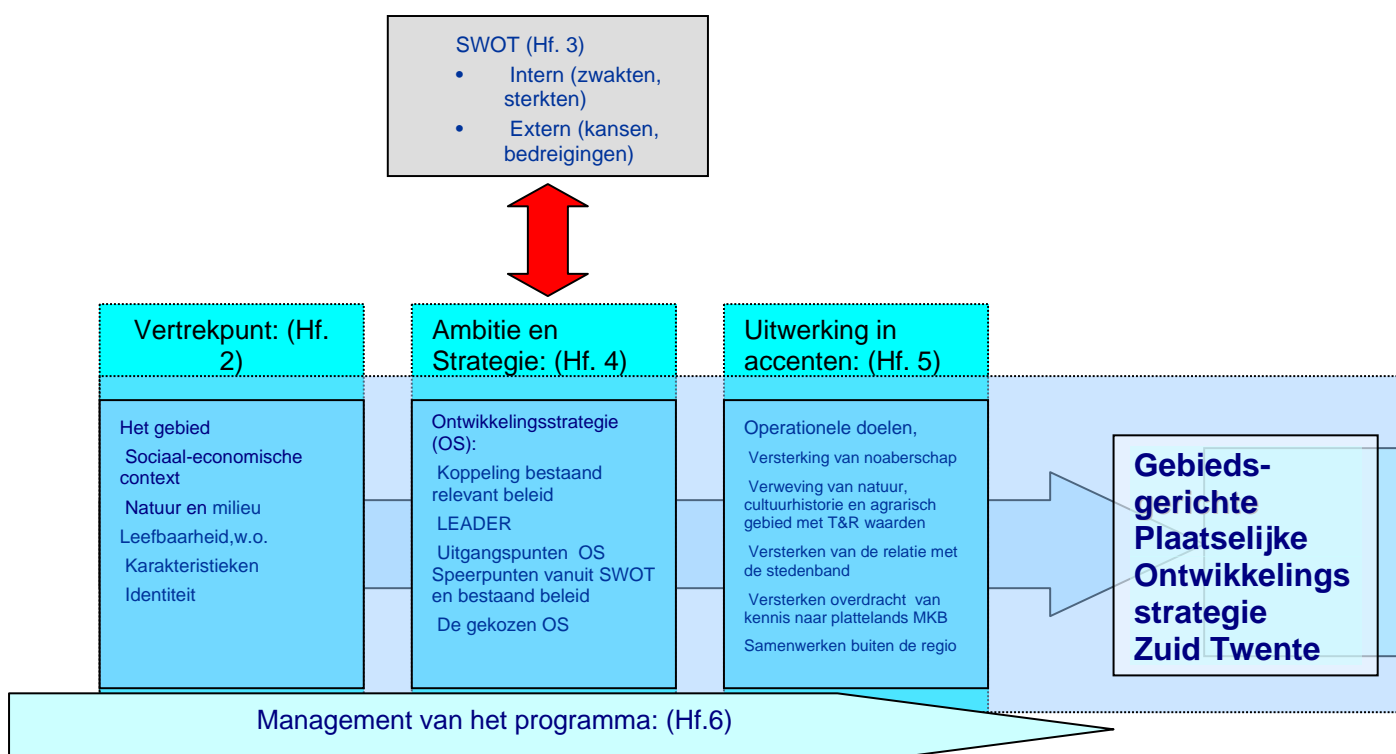 SWOT (Hf. 3)
• Intern (zwakten,
sterkten)
• Extern (kansen,
bedreigingen)
Vertrekpunt: (Hf.
2)
Het gebied
Sociaal-economische
context
Natuur en milieu
Leefbaarheid,w.o.
Karakteristieken
Identiteit
Ambitie en
Strategie: (Hf. 4)
Ontwikkelingsstrategie
(OS):
Koppeling bestaand
relevant beleid
LEADER
Uitgangspunten OS
Speerpunten vanuit SWOT
en bestaand beleid
De gekozen OS
Uitwerking in
accenten: (Hf. 5)
Operationele doelen,
Versterking van noaberschap
Verweving van natuur,
cultuurhistorie en agrarisch
gebied met T&R waarden
Versterken van de relatie met
de stedenband
Versterken overdracht van
kennis naar plattelands MKB
Samenwerken buiten de regio
Gebieds-
gerichte
Plaatselijke
Ontwikkelings
strategie
Zuid Twente
Management van het programma: (Hf.6)